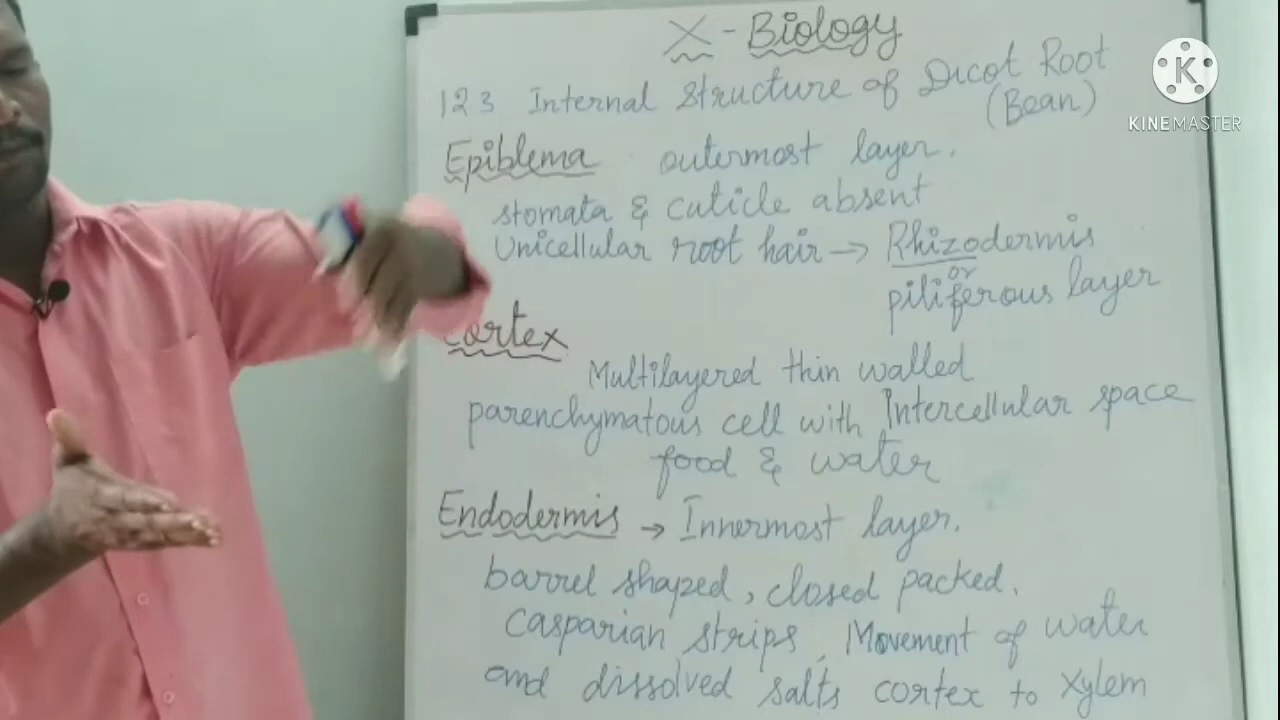 X - Biology
12.3 Internal Structure of Dicot Root
(Bean)
K
KINEMASTER
Epiblema outermost layer.
stomata & cuticle absent
Unicellular root hair → Rhizodermis
or
piliferous layer
Cortex
Multilayered thin walled
parenchymatous cell with Intercellular space
food & water
Endodermis → Innermost layer.
barrel shaped, closed packed.
Casparian strips, Movement of water
and dissolved salts cortex to xylem